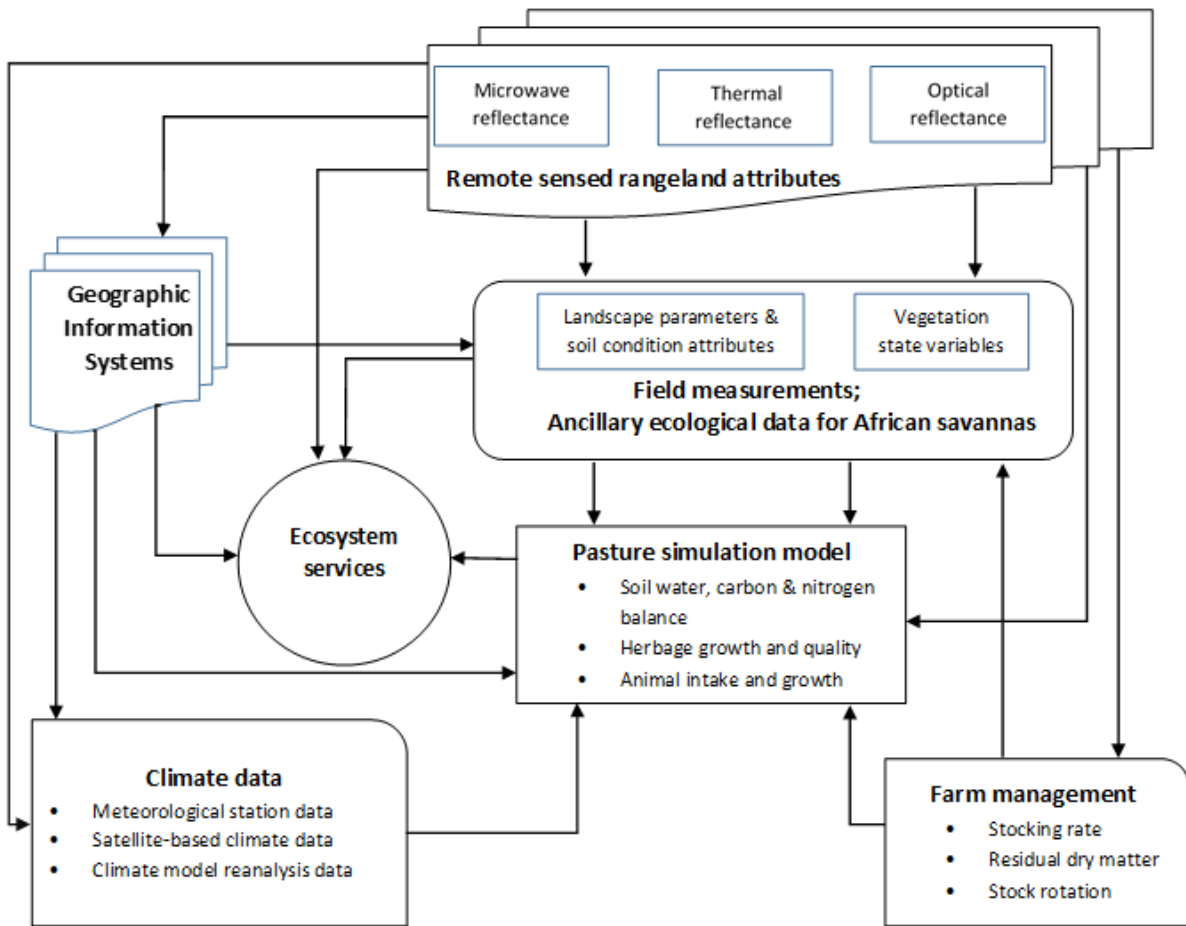 Microwave
reflectance
Thermal
reflectance
Optical
reflectance
Remote sensed rangeland attributes
Geographic
Information
Systems
Landscape parameters &
soil condition attributes
Vegetation
state variables
Field measurements;
Ancillary ecological data for African savannas
Ecosystem
services
Pasture simulation model
• Soil water, carbon & nitrogen
balance
• Herbage growth and quality
• Animal intake and growth
Climate data
• Meteorological station data
• Satellite-based climate data
• Climate model reanalysis data
Farm management
• Stocking rate
• Residual dry matter
• Stock rotation